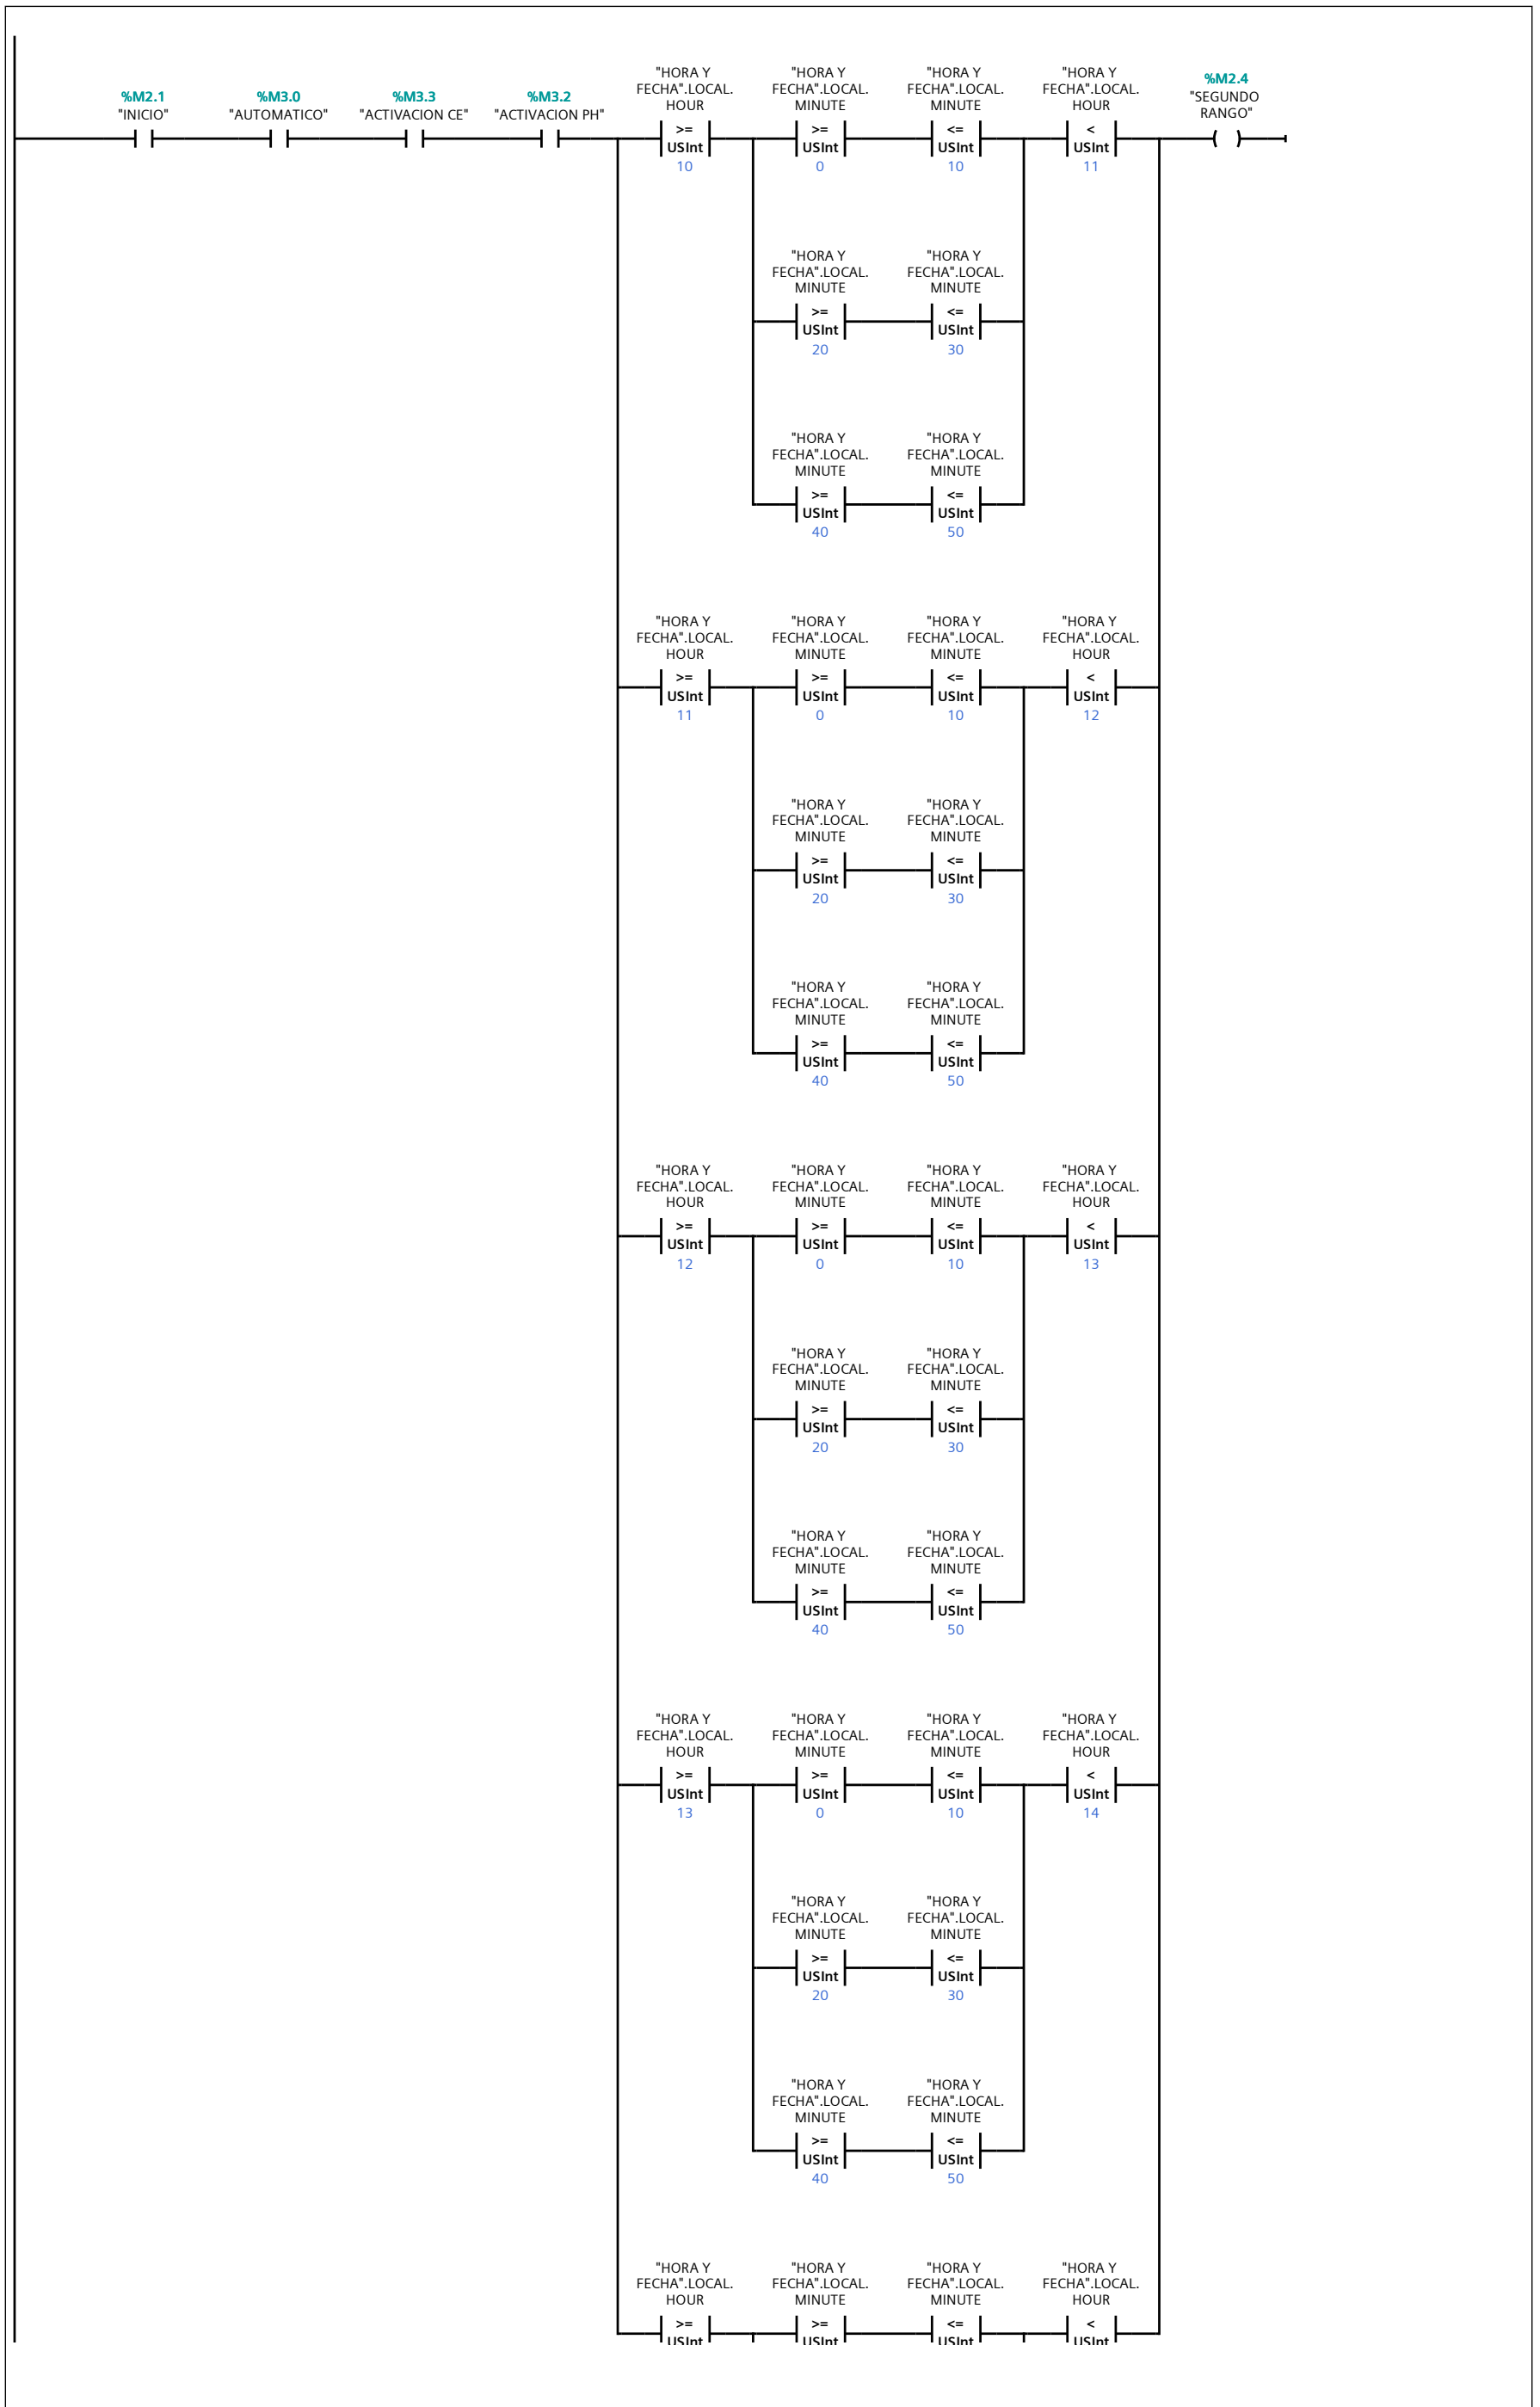 "HORA Y "HORA Y "HORA Y "HORA Y
%M2.4
FECHA".LOCAL. FECHA".LOCAL. FECHA".LOCAL. FECHA".LOCAL.
%M2.1 %M3.0 %M3.3 %M3.2 "SEGUNDO
HOUR MINUTE MINUTE HOUR
"INICIO" "AUTOMATICO" "ACTIVACION CE" "ACTIVACION PH" RANGO"
>= >= <= <
USInt USInt USInt USInt
10 0 10 11
"HORA Y "HORA Y
FECHA".LOCAL. FECHA".LOCAL.
MINUTE MINUTE
>= <=
USInt USInt
20 30
"HORA Y "HORA Y
FECHA".LOCAL. FECHA".LOCAL.
MINUTE MINUTE
>= <=
USInt USInt
40 50
"HORA Y "HORA Y "HORA Y "HORA Y
FECHA".LOCAL. FECHA".LOCAL. FECHA".LOCAL. FECHA".LOCAL.
HOUR MINUTE MINUTE HOUR
>= >= <= <
USInt USInt USInt USInt
11 0 10 12
"HORA Y "HORA Y
FECHA".LOCAL. FECHA".LOCAL.
MINUTE MINUTE
>= <=
USInt USInt
20 30
"HORA Y "HORA Y
FECHA".LOCAL. FECHA".LOCAL.
MINUTE MINUTE
>= <=
USInt USInt
40 50
"HORA Y "HORA Y "HORA Y "HORA Y
FECHA".LOCAL. FECHA".LOCAL. FECHA".LOCAL. FECHA".LOCAL.
HOUR MINUTE MINUTE HOUR
>= >= <= <
USInt USInt USInt USInt
12 0 10 13
"HORA Y "HORA Y
FECHA".LOCAL. FECHA".LOCAL.
MINUTE MINUTE
>= <=
USInt USInt
20 30
"HORA Y "HORA Y
FECHA".LOCAL. FECHA".LOCAL.
MINUTE MINUTE
>= <=
USInt USInt
40 50
"HORA Y "HORA Y "HORA Y "HORA Y
FECHA".LOCAL. FECHA".LOCAL. FECHA".LOCAL. FECHA".LOCAL.
HOUR MINUTE MINUTE HOUR
>= >= <= <
USInt USInt USInt USInt
13 0 10 14
"HORA Y "HORA Y
FECHA".LOCAL. FECHA".LOCAL.
MINUTE MINUTE
>= <=
USInt USInt
20 30
"HORA Y "HORA Y
FECHA".LOCAL. FECHA".LOCAL.
MINUTE MINUTE
>= <=
USInt USInt
40 50
"HORA Y "HORA Y "HORA Y "HORA Y
FECHA".LOCAL. FECHA".LOCAL. FECHA".LOCAL. FECHA".LOCAL.
HOUR MINUTE MINUTE HOUR
>= >= <= <
USInt USInt USInt USInt